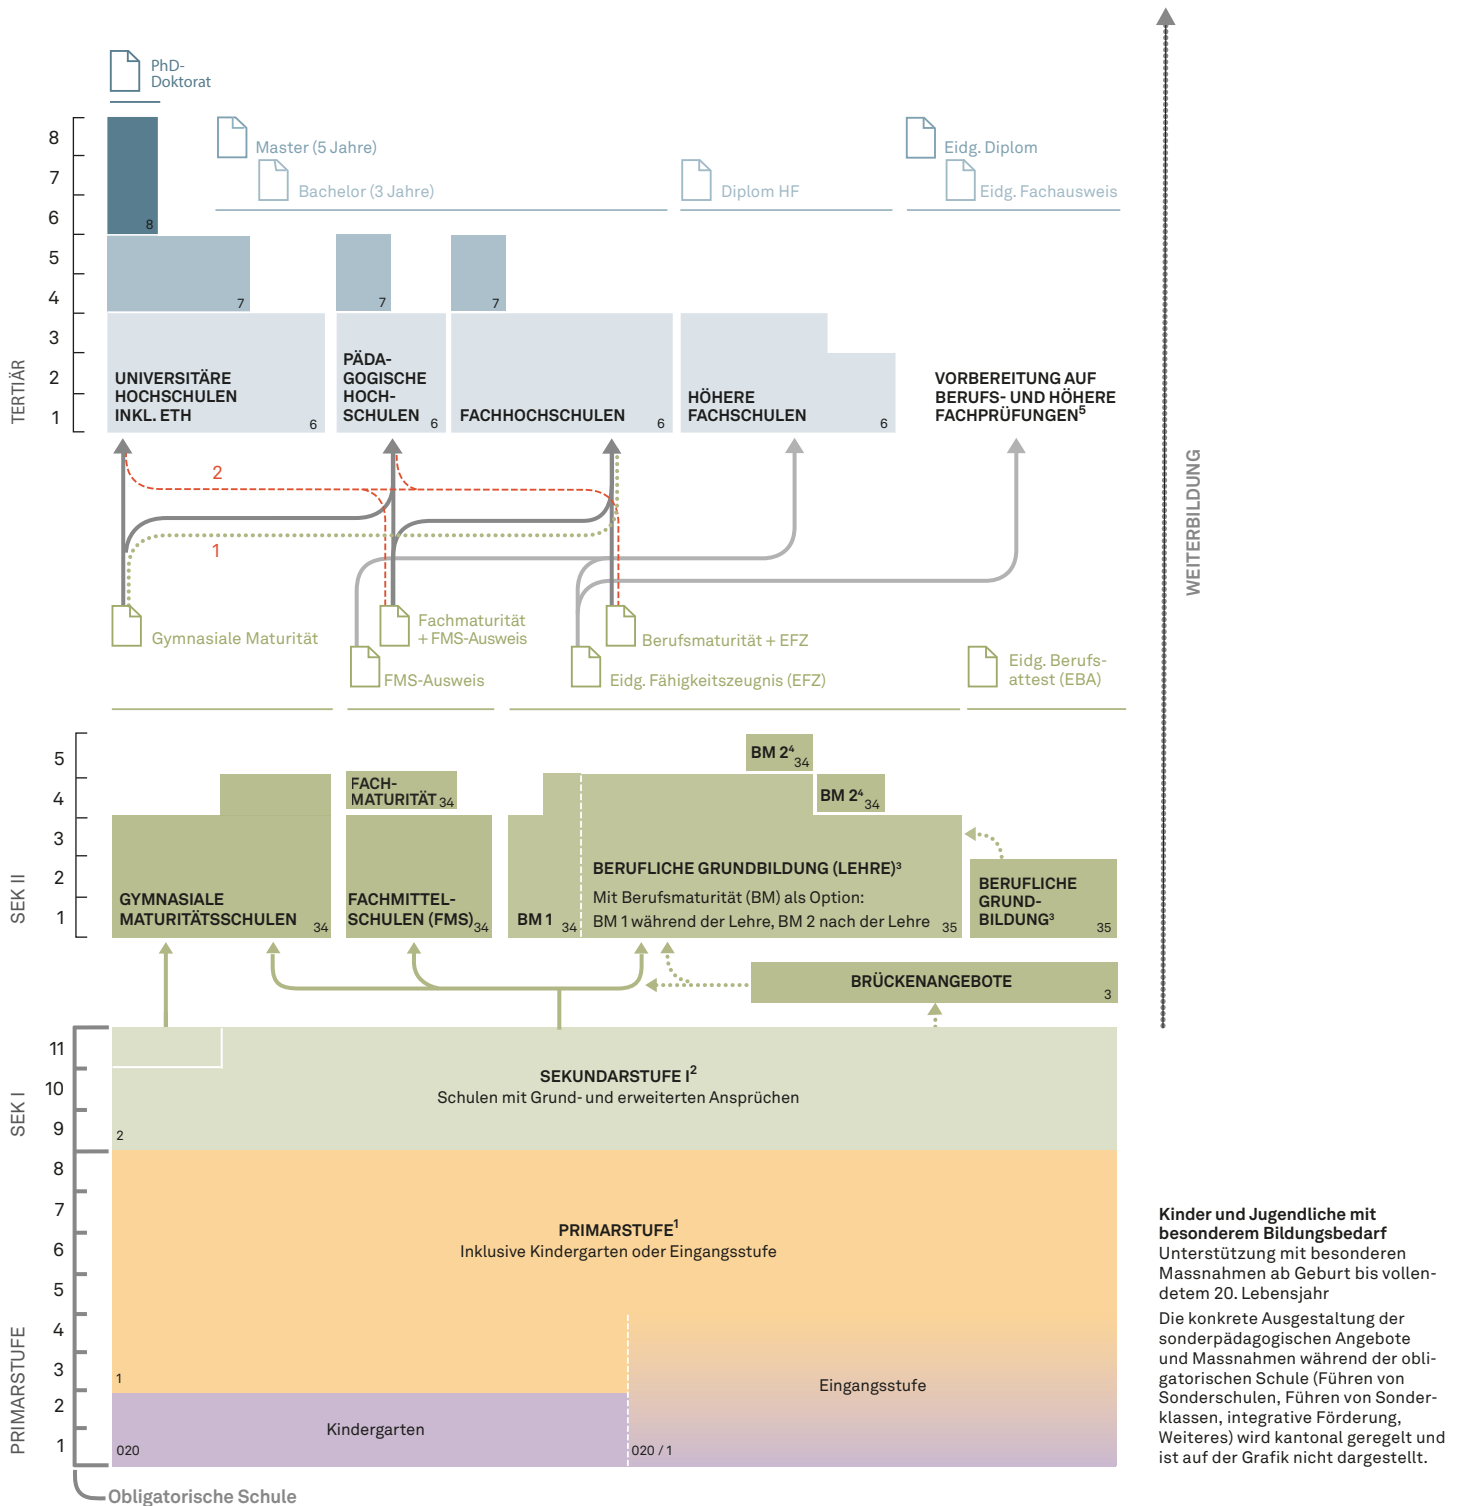 PhD-
Doktorat
Master (5 Jahre)
Bachelor (3 Jahre)
Diplom HF
Eidg. Diplom
Eidg. Fachausweis
TERTIÄR
8
7
6
5
4
3
2
1
8
7
7
7
UNIVERSITÄRE
HOCHSCHULEN
INKL. ETH
6
PÄDA-
GOGISCHE
HOCH-
SCHULEN
6
FACHHOCHSCHULEN
6
HÖHERE
FACHSCHULEN
6
VORBEREITUNG AUF
BERUFS- UND HÖHERE
FACHPRÜFUNGEN⁵
WEITERBILDUNG
2
1
Gymnasiale Maturität
Fachmaturität
+ FMS-Ausweis
FMS-Ausweis
Berufsmaturität + EFZ
Eidg. Fähigkeitszeugnis (EFZ)
Eidg. Berufs-
attest (EBA)
SEK II
5
4
3
2
1
GYMNASIALE
MATURITÄTSSCHULEN
34
FACH-
MATURITÄT 34
FACHMITTEL-
SCHULEN (FMS) 34
BM 1 34
BM 2⁴ 34
BM 2⁴ 34
BERUFLICHE GRUNDBILDUNG (LEHRE)³
Mit Berufsmaturität (BM) als Option:
BM 1 während der Lehre, BM 2 nach der Lehre 35
BERUFLICHE
GRUND-
BILDUNG³
35
BRÜCKENANGEBOTE
3
SEK I
11
10
9
SEKUNDARSTUFE I²
Schulen mit Grund- und erweiterten Ansprüchen
2
PRIMARSTUFE
8
7
6
5
4
3
2
1
PRIMARSTUFE¹
Inklusive Kindergarten oder Eingangsstufe
1
Eingangsstufe
Kindergarten
020
020 / 1
Obligatorische Schule
Kinder und Jugendliche mit
besonderem Bildungsbedarf
Unterstützung mit besonderen
Massnahmen ab Geburt bis vollen-
detem 20. Lebensjahr
Die konkrete Ausgestaltung der
sonderpädagogischen Angebote
und Massnahmen während der obli-
gatorischen Schule (Führen von
Sonderschulen, Führen von Sonder-
klassen, integrative Förderung,
Weiteres) wird kantonal geregelt und
ist auf der Grafik nicht dargestellt.